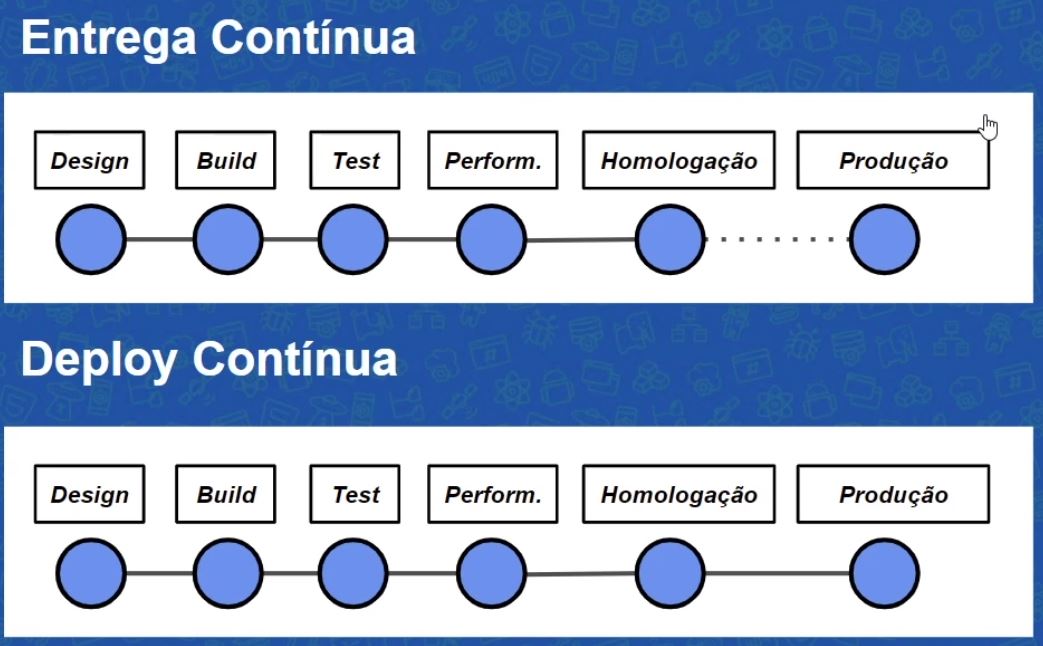 Entrega Contínua
Design Build Test Perform. Homologação Produção
Deploy Contínua
Design Build Test Perform. Homologação Produção